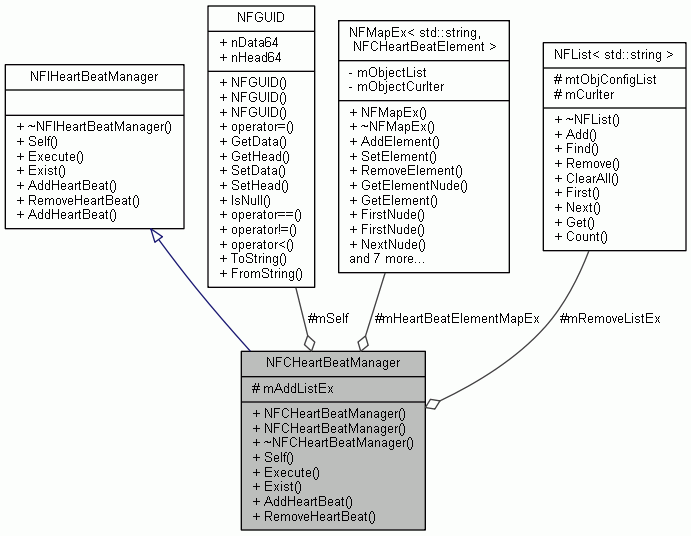 NFIHeartBeatManager
+ ~NFIHeartBeatManager()
+ Self()
+ Execute()
+ Exist()
+ AddHeartBeat()
+ RemoveHeartBeat()
+ AddHeartBeat()
NFGUID
+ nData64
+ nHead64
+ NFGUID()
+ NFGUID()
+ NFGUID()
+ operator=()
+ GetData()
+ GetHead()
+ SetData()
+ SetHead()
+ IsNull()
+ operator==()
+ operator!=()
+ operator<()
+ ToString()
+ FromString()
NFMapEx< std::string,
NFCHeartBeatElement >
- mObjectList
- mObjectCurIter
+ NFMapEx()
+ ~NFMapEx()
+ AddElement()
+ SetElement()
+ RemoveElement()
+ GetElementNude()
+ GetElement()
+ FirstNude()
+ FirstNude()
+ NextNude()
and 7 more...
NFList< std::string >
# mtObjConfigList
# mCurIter
+ ~NFList()
+ Add()
+ Find()
+ Remove()
+ ClearAll()
+ First()
+ Next()
+ Get()
+ Count()
#mSelf
#mHeartBeatElementMapEx
#mRemoveListEx
NFCHeartBeatManager
# mAddListEx
+ NFCHeartBeatManager()
+ NFCHeartBeatManager()
+ ~NFCHeartBeatManager()
+ Self()
+ Execute()
+ Exist()
+ AddHeartBeat()
+ RemoveHeartBeat()